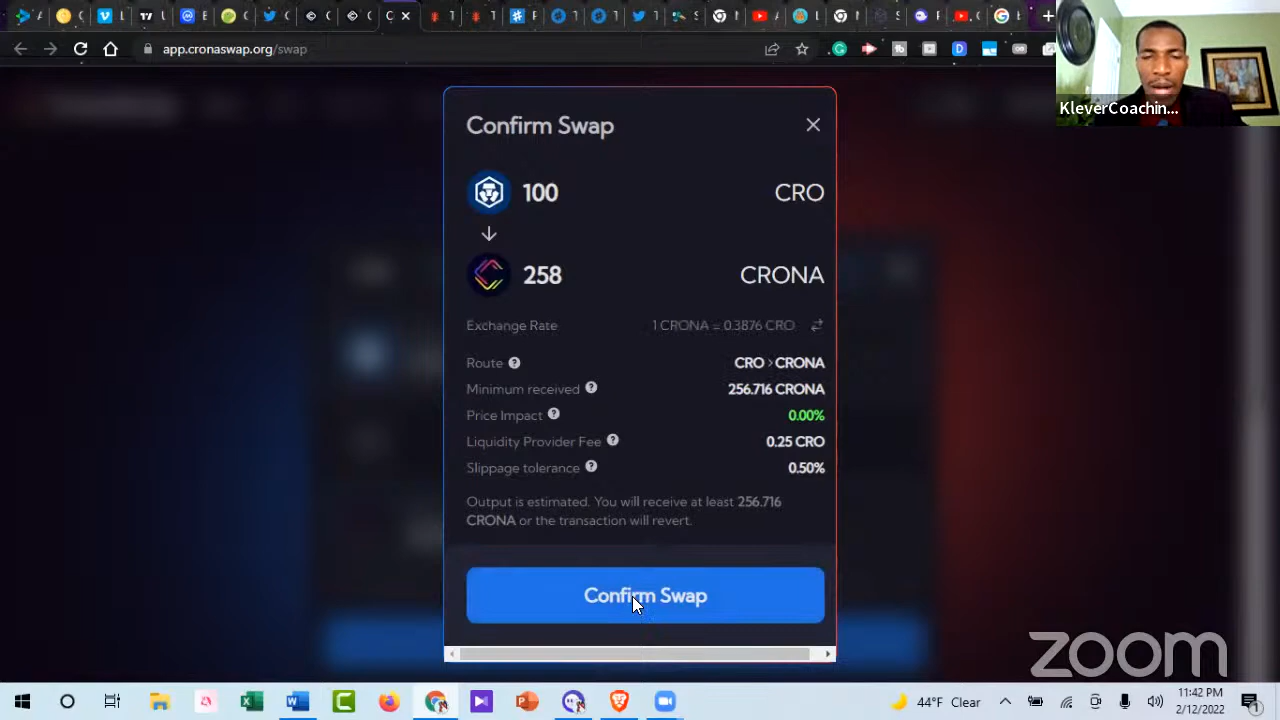 app.cronaswap.org/swap
KleverCoachin...
Confirm Swap
100 CRO
258 CRONA
Exchange Rate 1 CRONA = 0.3876 CRO
Route CRO > CRONA
Minimum received 256.716 CRONA
Price Impact 0.00%
Liquidity Provider Fee 0.25 CRO
Slippage tolerance 0.50%
Output is estimated. You will receive at least 256.716
CRONA or the transaction will revert.
Confirm Swap
zoom
44°F Clear
11:42 PM
2/12/2022